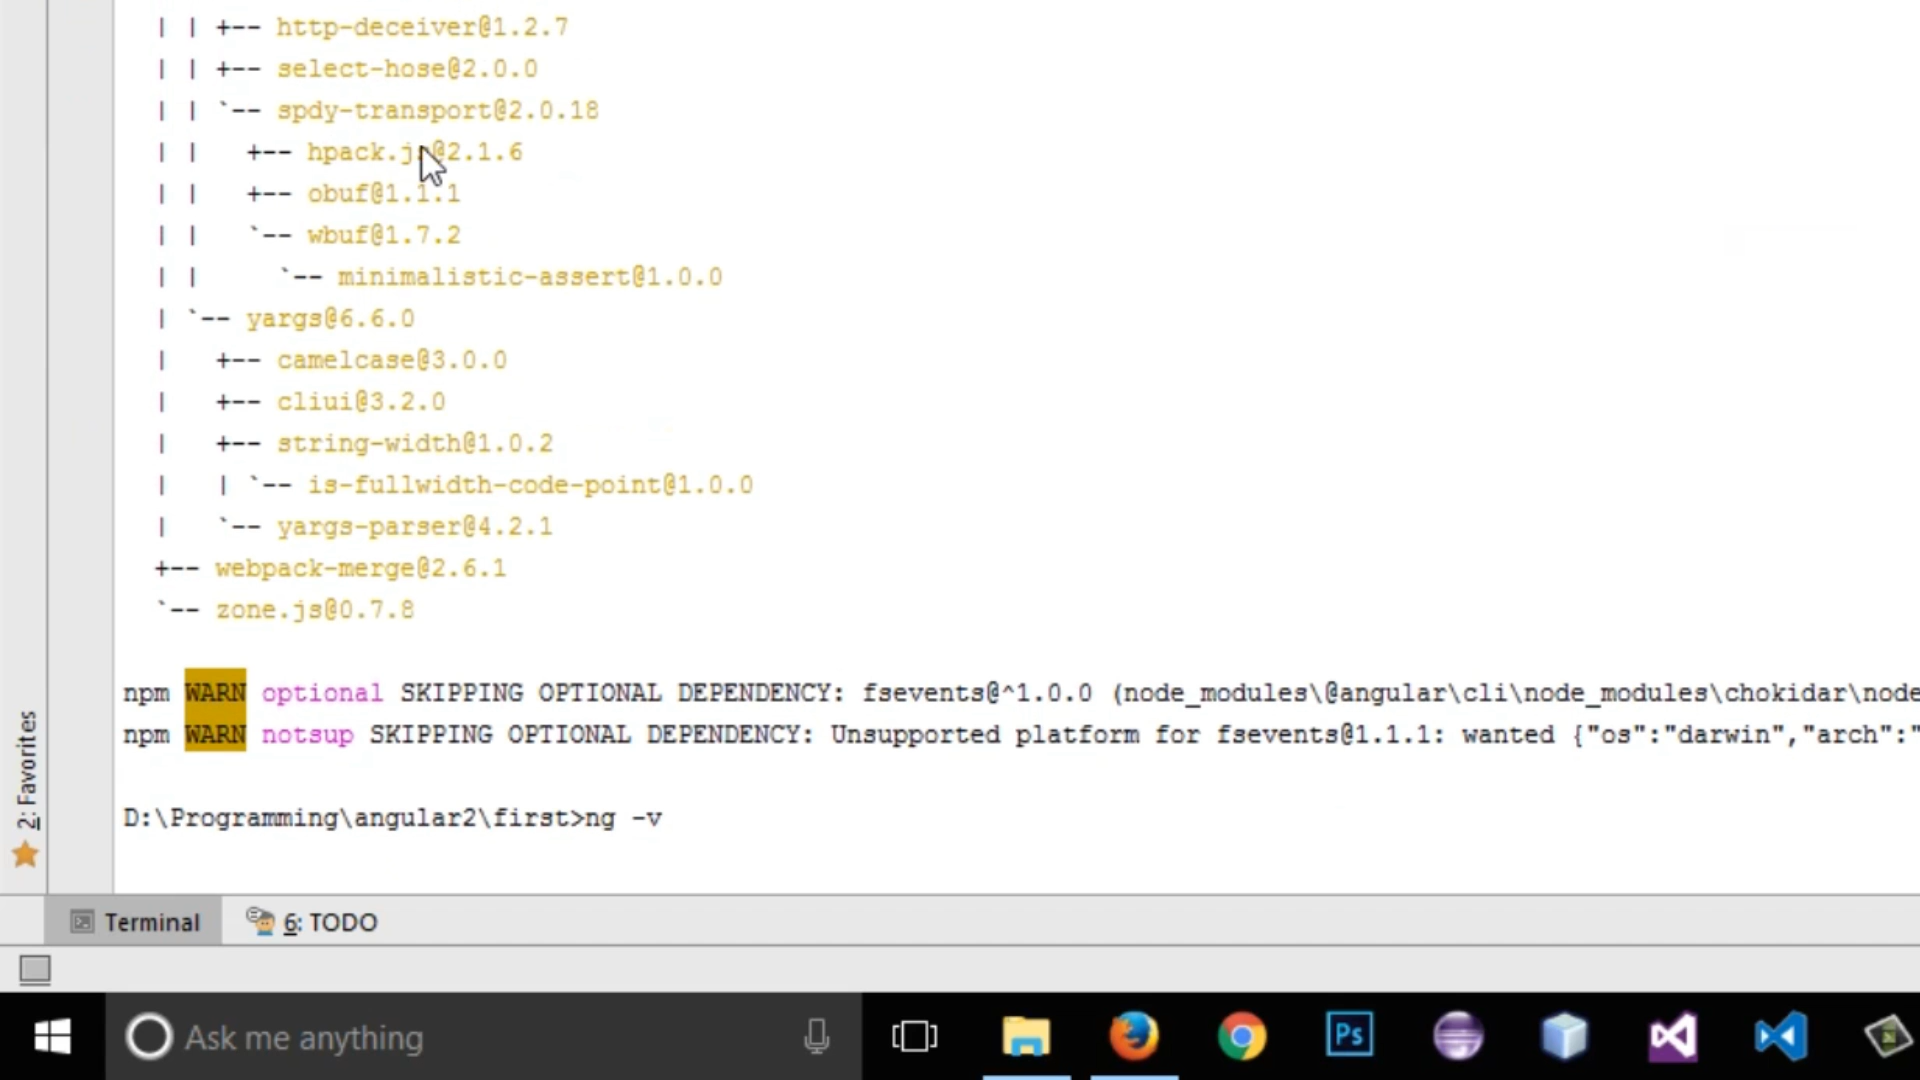 | | +-- http-deceiver@1.2.7
| | +-- select-hose@2.0.0
| | `-- spdy-transport@2.0.18
| |   +-- hpack.js@2.1.6
| |   +-- obuf@1.1.1
| |   `-- wbuf@1.7.2
| |     `-- minimalistic-assert@1.0.0
| `-- yargs@6.6.0
|   +-- camelcase@3.0.0
|   +-- cliui@3.2.0
|   +-- string-width@1.0.2
|   | `-- is-fullwidth-code-point@1.0.0
|   `-- yargs-parser@4.2.1
+-- webpack-merge@2.6.1
`-- zone.js@0.7.8
npm WARN optional SKIPPING OPTIONAL DEPENDENCY: fsevents@^1.0.0 (node_modules\@angular\cli\node_modules\chokidar\node
npm WARN notsup SKIPPING OPTIONAL DEPENDENCY: Unsupported platform for fsevents@1.1.1: wanted {"os":"darwin","arch":"
D:\Programming\angular2\first>ng -v
2: Favorites
Terminal
6: TODO
Ask me anything
Ps